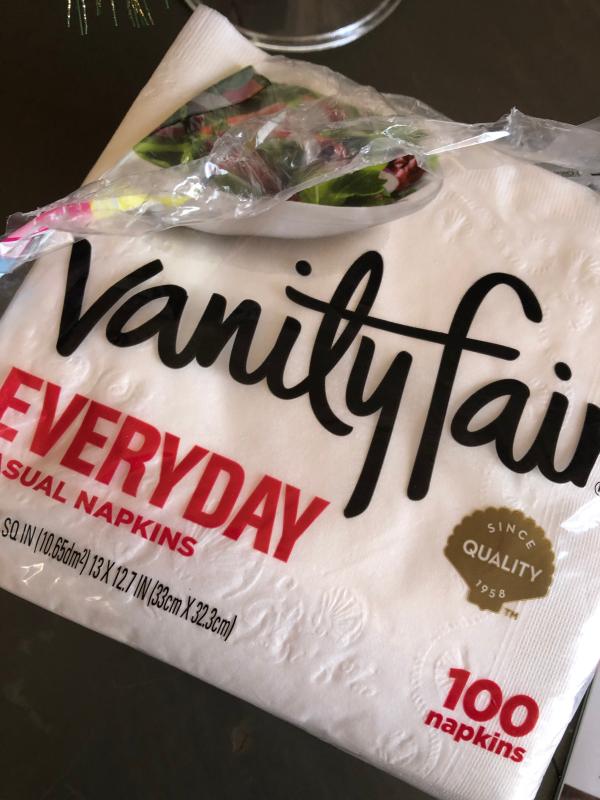 Vanity fair
EVERYDAY
ASUAL NAPKINS
SQ IN (10.65dm²) 13 X 12.7 IN (33cm X 32.3cm)
SINCE
QUALITY
1958
TM
100
napkins